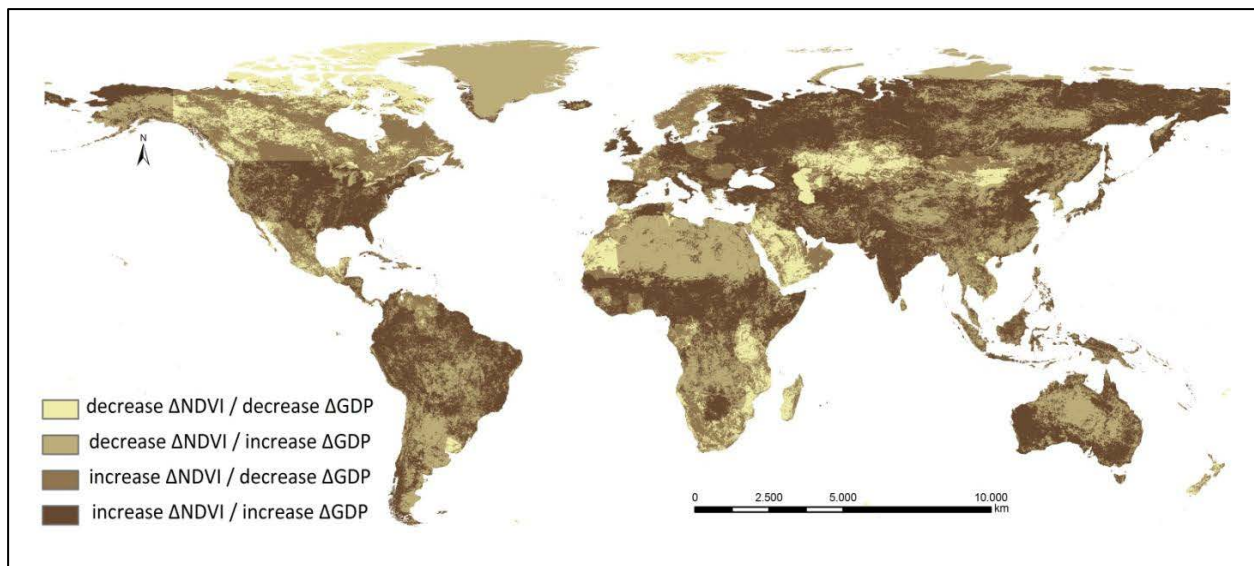 N
decrease ΔNDVI / decrease ΔGDP
decrease ΔNDVI / increase ΔGDP
increase ΔNDVI / decrease ΔGDP
increase ΔNDVI / increase ΔGDP
0 2.500 5.000 10.000
km